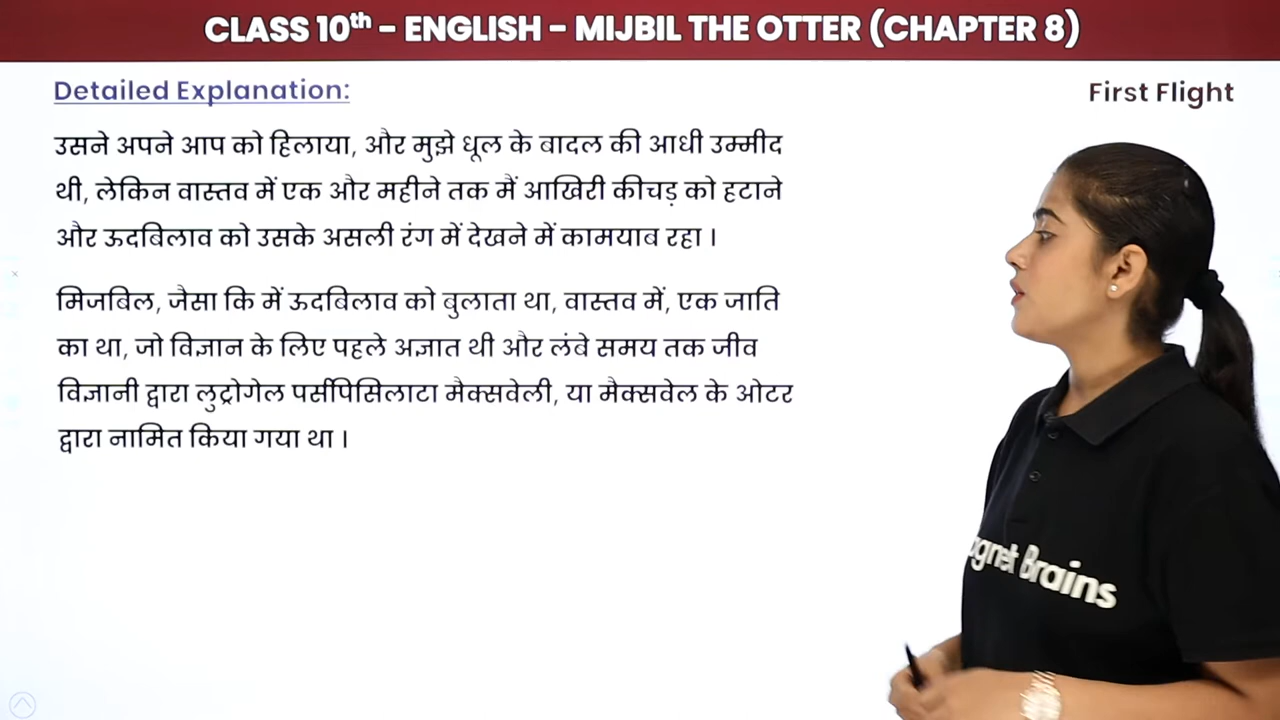 CLASS 10th - ENGLISH - MIJBIL THE OTTER (CHAPTER 8)
Detailed Explanation:
First Flight
उसने अपने आप को हिलाया, और मुझे धूल के बादल की आधी उम्मीद
थी, लेकिन वास्तव में एक और महीने तक मैं आखिरी कीचड़ को हटाने
और ऊदबिलाव को उसके असली रंग में देखने में कामयाब रहा ।
मिजबिल, जैसा कि में ऊदबिलाव को बुलाता था, वास्तव में, एक जाति
का था, जो विज्ञान के लिए पहले अज्ञात थी और लंबे समय तक जीव
विज्ञानी द्वारा लुट्रोगेल पर्सीपिसिलाटा मैक्सवेली, या मैक्सवेल के ओटर
द्वारा नामित किया गया था ।
Brains